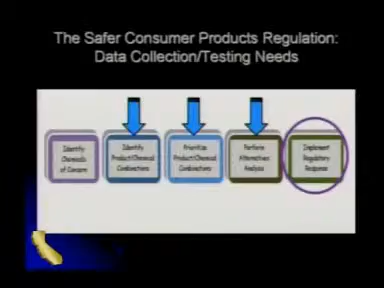 The Safer Consumer Products Regulation:
Data Collection/Testing Needs
Identify
Chemicals
of Concern
Identify
Product/Chemical
Combinations
Prioritize
Product/Chemical
Combinations
Perform
Alternatives
Analysis
Implement
Regulatory
Response